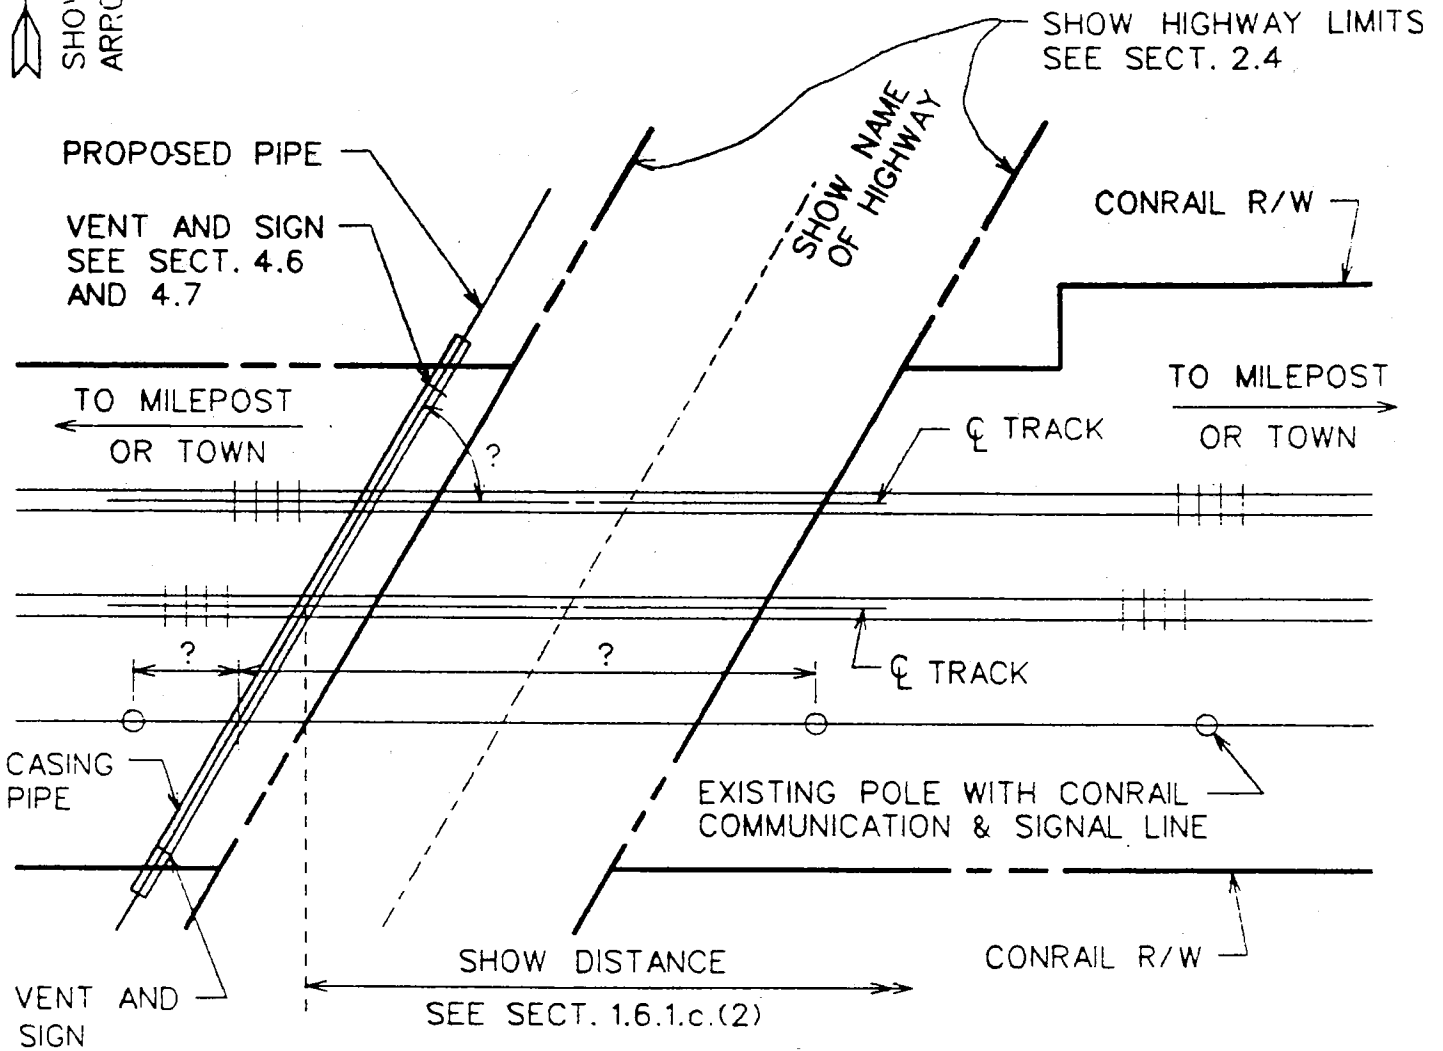 SHOW HIGHWAY LIMITS
SEE SECT. 2.4
PROPOSED PIPE
VENT AND SIGN
SEE SECT. 4.6
AND 4.7
SHOW NAME
OF HIGHWAY
CONRAIL R/W
TO MILEPOST
OR TOWN
TO MILEPOST
OR TOWN
℄ TRACK
?
?
?
℄ TRACK
CASING
PIPE
EXISTING POLE WITH CONRAIL
COMMUNICATION & SIGNAL LINE
SHOW DISTANCE
SEE SECT. 1.6.1.c.(2)
CONRAIL R/W
VENT AND
SIGN